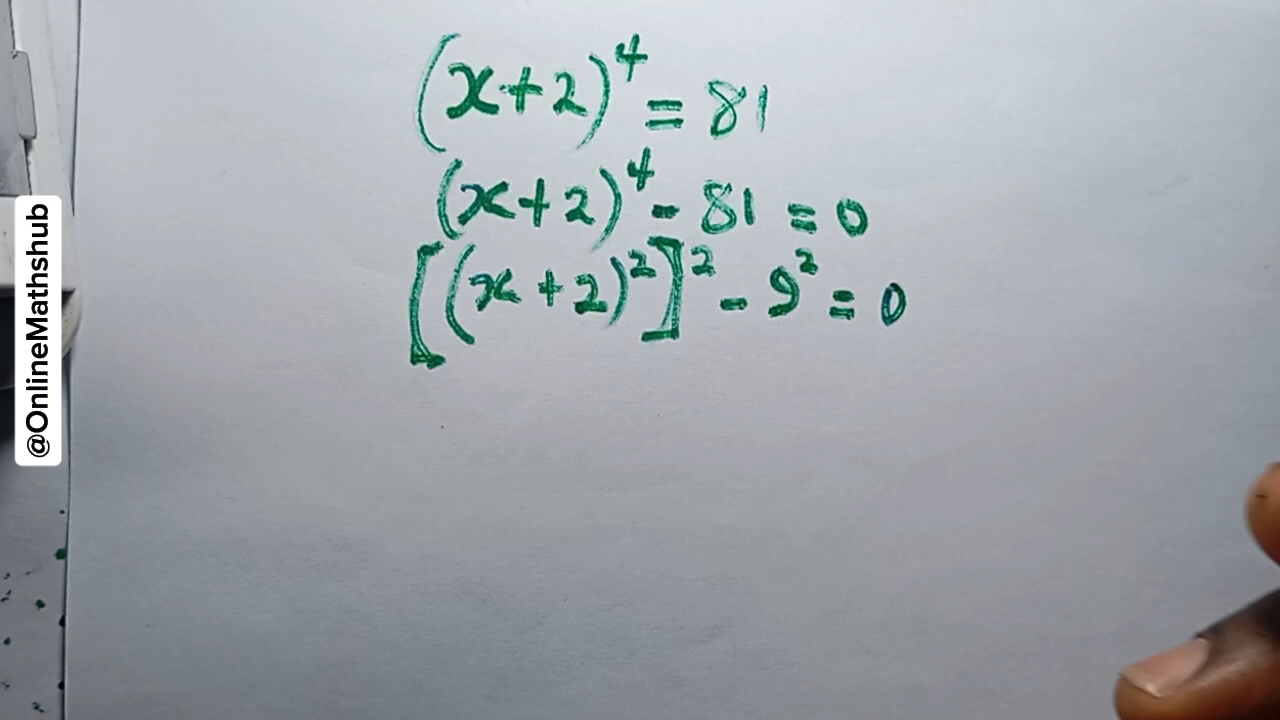 (x+2)⁴ = 81
(x+2)⁴ - 81 = 0
[(x+2)²]² - 9² = 0
@OnlineMathshub